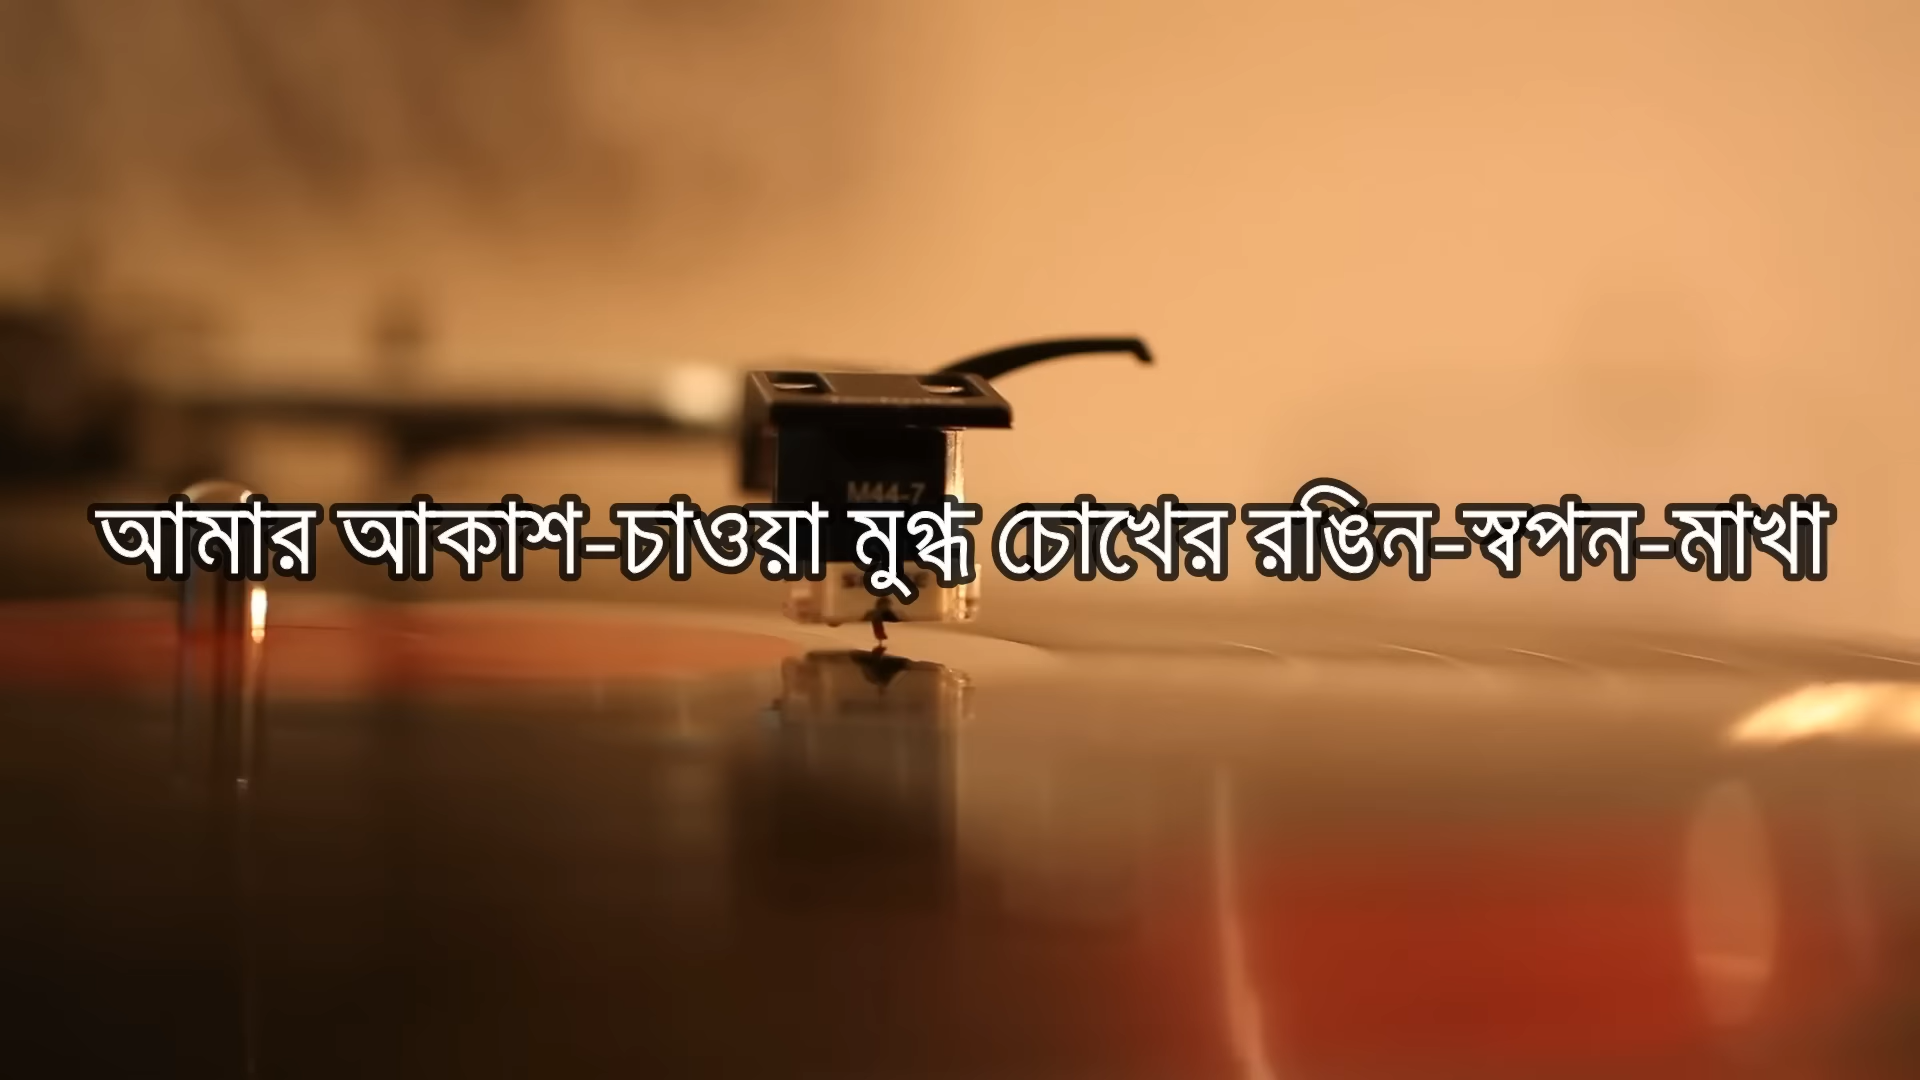 আমার আকাশ-চাওয়া মুগ্ধ চোখের রঙিন-স্বপন-মাখা
M44-7